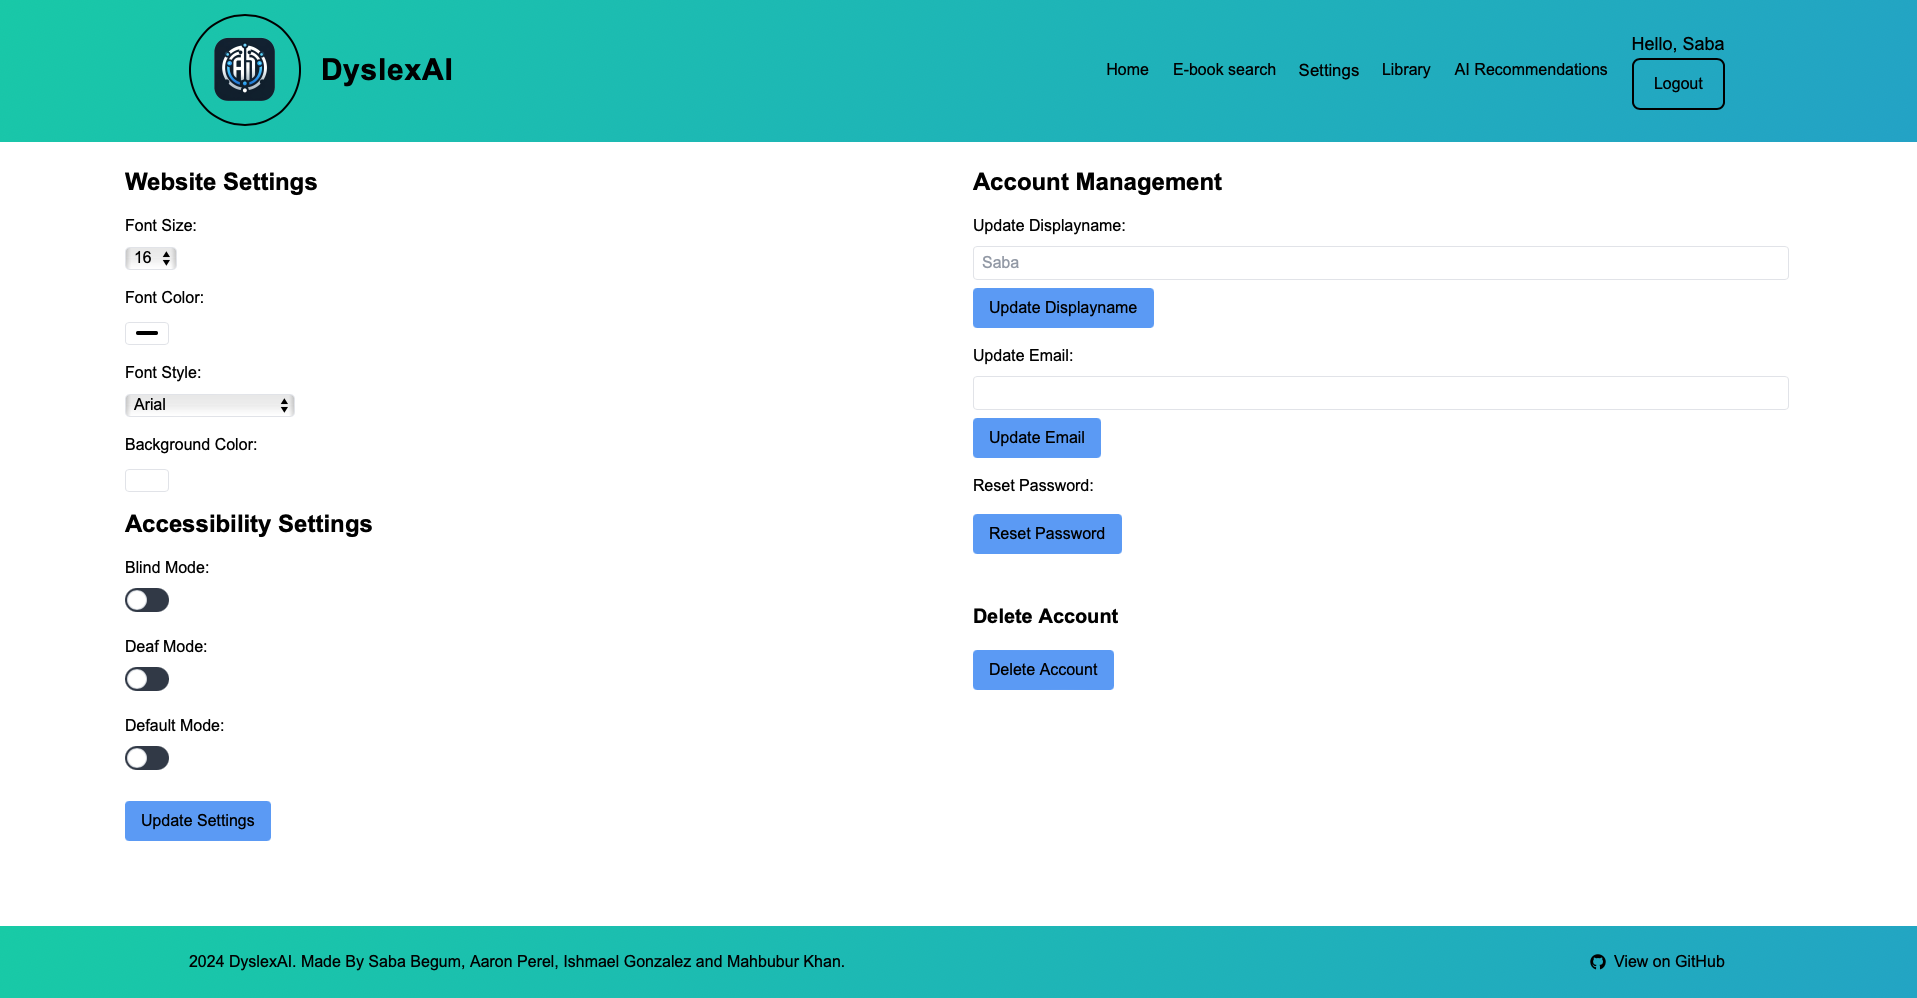 DyslexAI
Home
E-book search
Settings
Library
AI Recommendations
Hello, Saba
Logout
Website Settings
Font Size:
16
Font Color:
Font Style:
Arial
Background Color:
Accessibility Settings
Blind Mode:
Deaf Mode:
Default Mode:
Update Settings
Account Management
Update Displayname:
Saba
Update Displayname
Update Email:
Update Email
Reset Password:
Reset Password
Delete Account
Delete Account
2024 DyslexAI. Made By Saba Begum, Aaron Perel, Ishmael Gonzalez and Mahbubur Khan.
View on GitHub